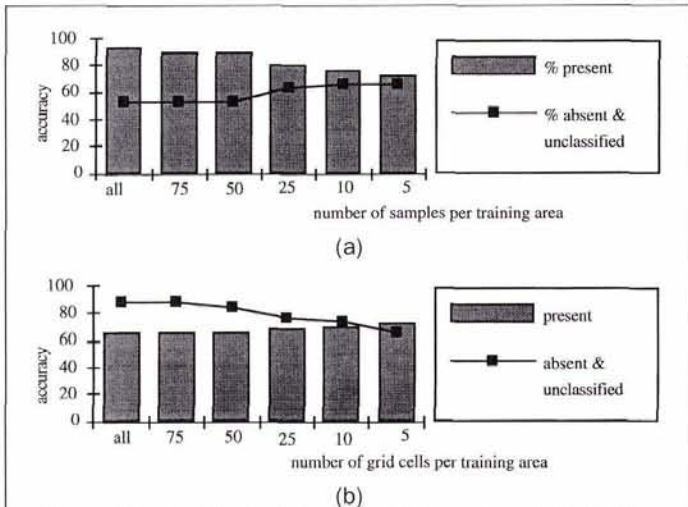 100
80
60
40
20
0
accuracy
all 75 50 25 10 5
number of samples per training area
% present
% absent &
unclassified
(a)
100
80
60
40
20
0
accuracy
all 75 50 25 10 5
number of grid cells per training area
present
absent &
unclassified
(b)